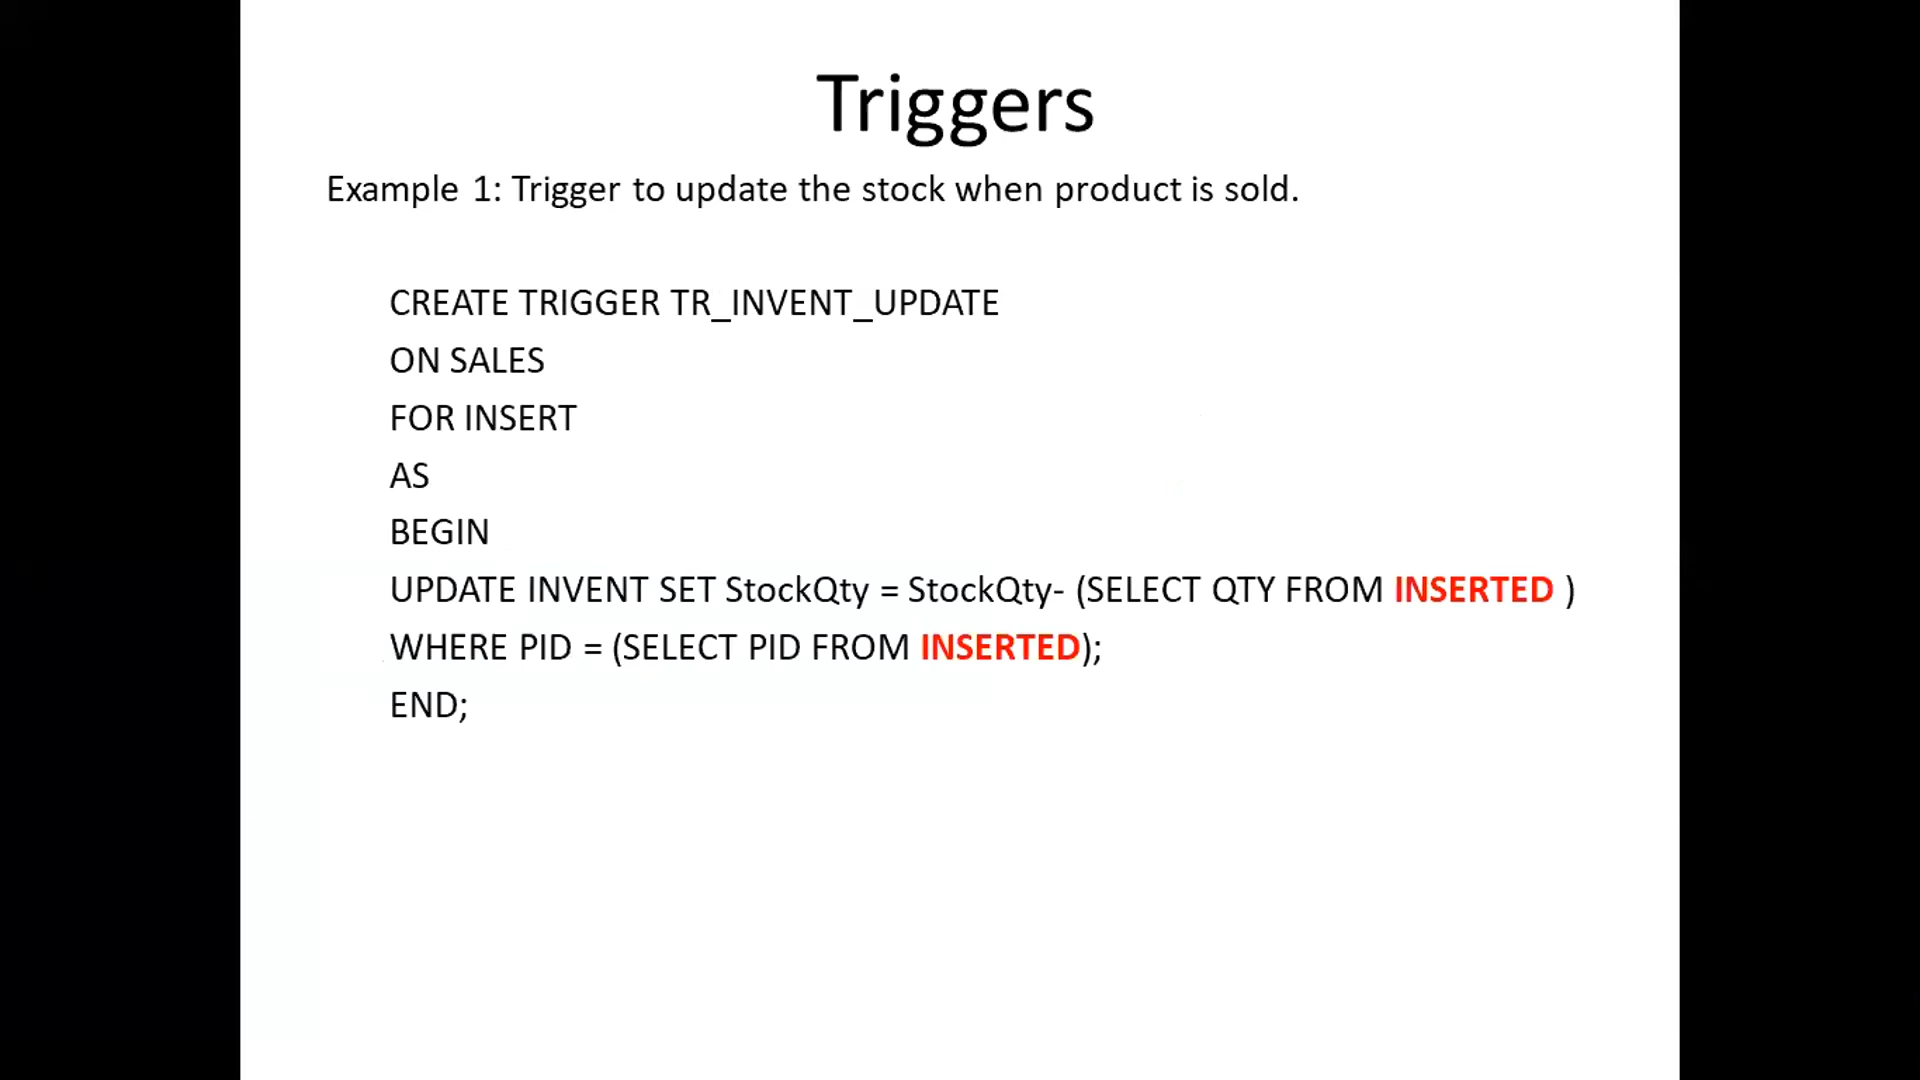 Triggers
Example 1: Trigger to update the stock when product is sold.
CREATE TRIGGER TR_INVENT_UPDATE
ON SALES
FOR INSERT
AS
BEGIN
UPDATE INVENT SET StockQty = StockQty- (SELECT QTY FROM INSERTED )
WHERE PID = (SELECT PID FROM INSERTED);
END;